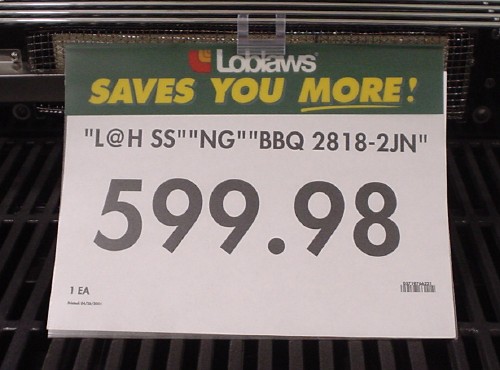 Loblaws
SAVES YOU MORE!
"L@H SS""NG""BBQ 2818-2JN"
599.98
1 EA